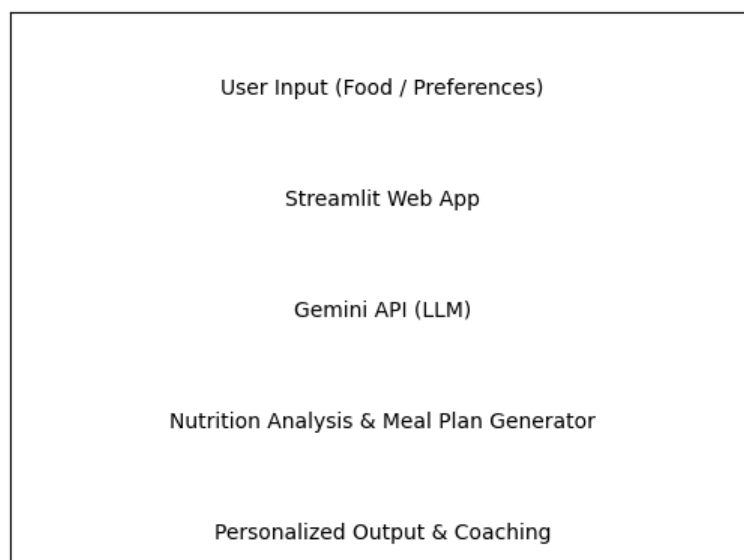 User Input (Food / Preferences)
Streamlit Web App
Gemini API (LLM)
Nutrition Analysis & Meal Plan Generator
Personalized Output & Coaching